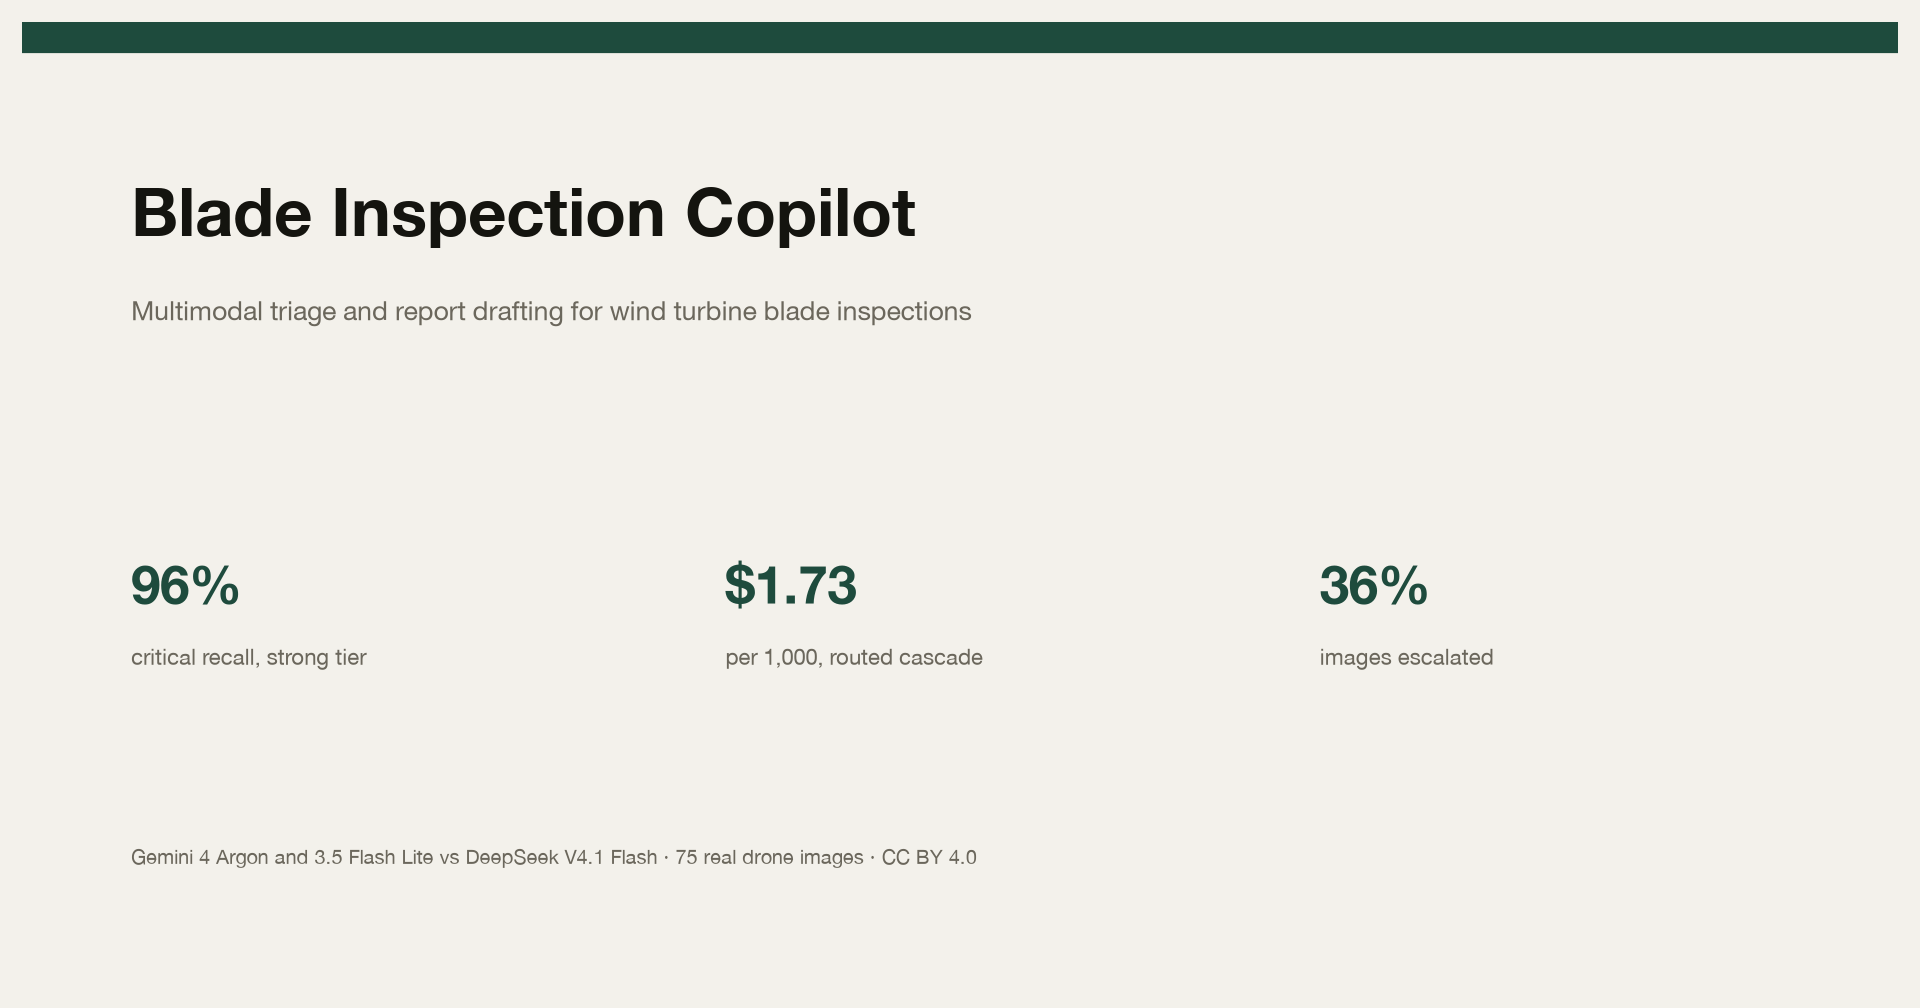 Blade Inspection Copilot
Multimodal triage and report drafting for wind turbine blade inspections
96%
critical recall, strong tier
$1.73
per 1,000, routed cascade
36%
images escalated
Gemini 4 Argon and 3.5 Flash Lite vs DeepSeek V4.1 Flash · 75 real drone images · CC BY 4.0